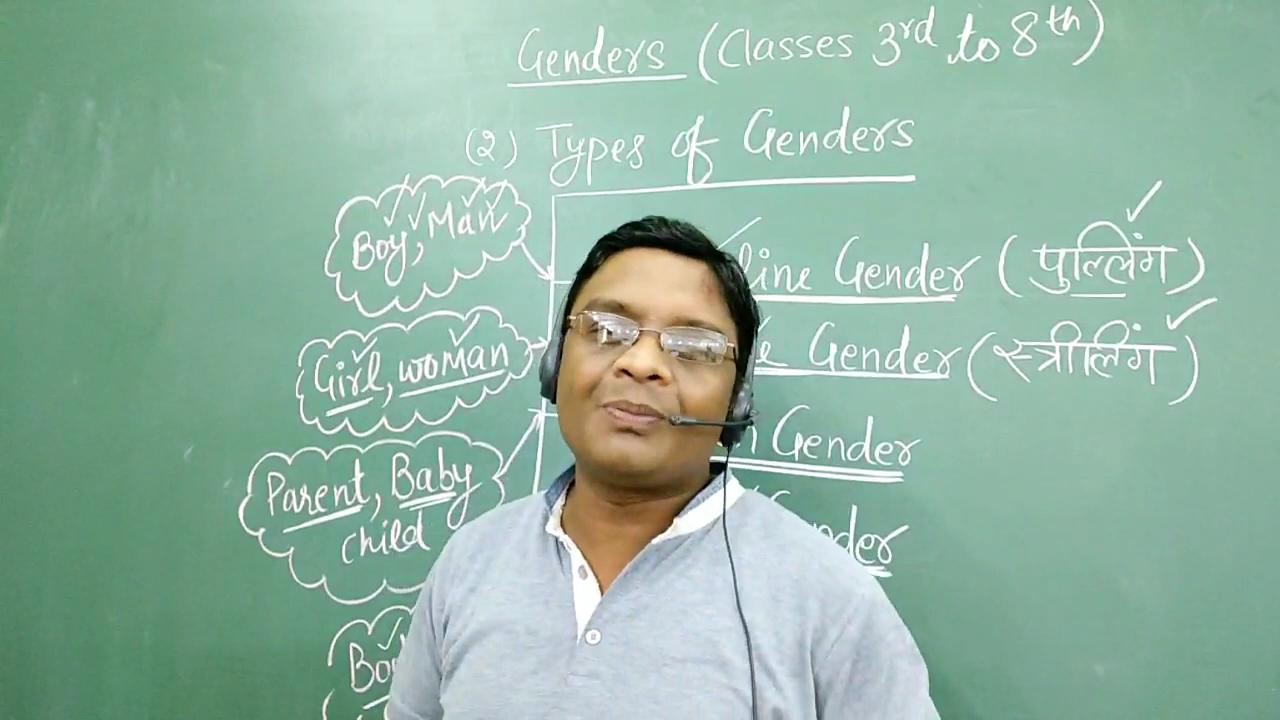 Genders (Classes 3rd to 8th)
(2) Types of Genders
Boy, Man
line Gender (पुल्लिंग)
Girl, woman
e Gender (स्त्रीलिंग)
Gender
Parent, Baby
child